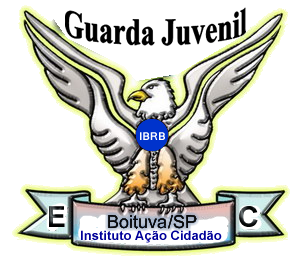 Guarda Juvenil
IBRB
E C
Boituva/SP
Instituto Ação Cidadão